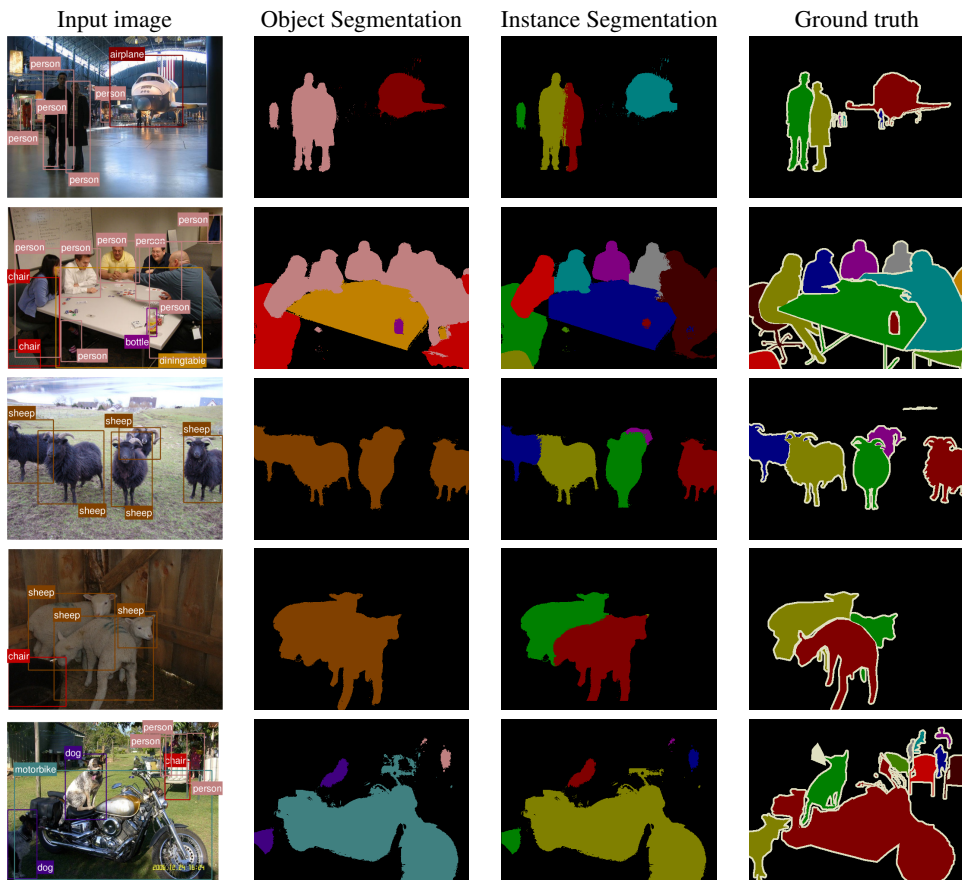 Input image Object Segmentation Instance Segmentation Ground truth
airplane
person
person
person
person
person
person
person
person
person
person
person
chair
person
bottle
chair
person
diningtable
sheep
sheep
sheep
sheep
sheep
sheep
sheep
chair
person
person
dog
chair
motorbike
person
dog